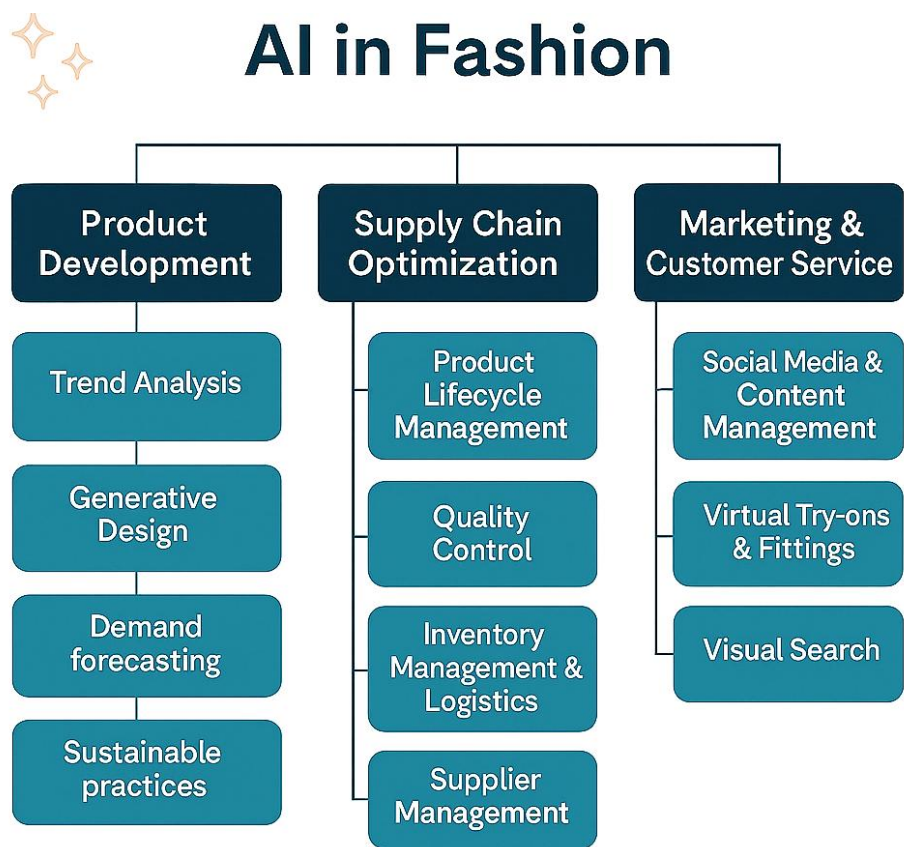 AI in Fashion
Product
Development
Trend Analysis
Generative
Design
Demand
forecasting
Sustainable
practices
Supply Chain
Optimization
Product
Lifecycle
Management
Quality
Control
Inventory
Management &
Logistics
Supplier
Management
Marketing &
Customer Service
Social Media &
Content
Management
Virtual Try-ons
& Fittings
Visual Search